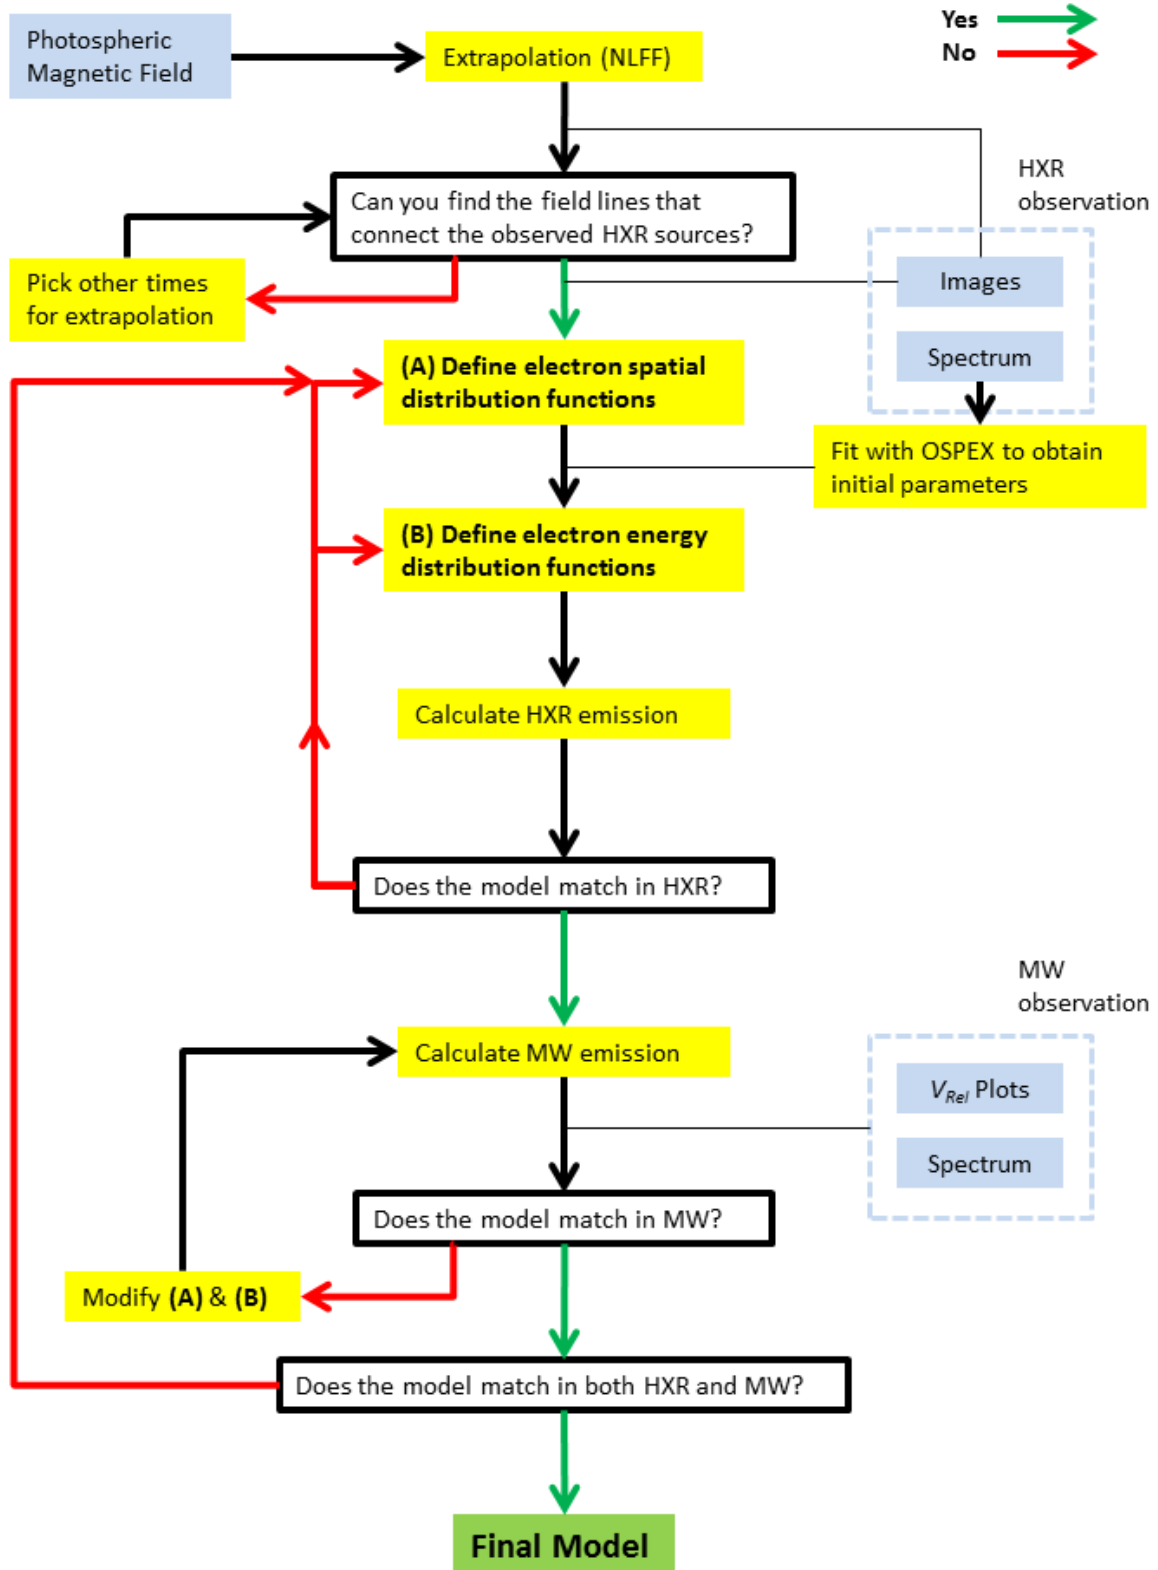 Yes
No
Photospheric
Magnetic Field
Extrapolation (NLFF)
HXR
observation
Can you find the field lines that
connect the observed HXR sources?
Pick other times
for extrapolation
Images
Spectrum
(A) Define electron spatial
distribution functions
Fit with OSPEX to obtain
initial parameters
(B) Define electron energy
distribution functions
Calculate HXR emission
Does the model match in HXR?
MW
observation
Calculate MW emission
V_Rel Plots
Spectrum
Does the model match in MW?
Modify (A) & (B)
Does the model match in both HXR and MW?
Final Model